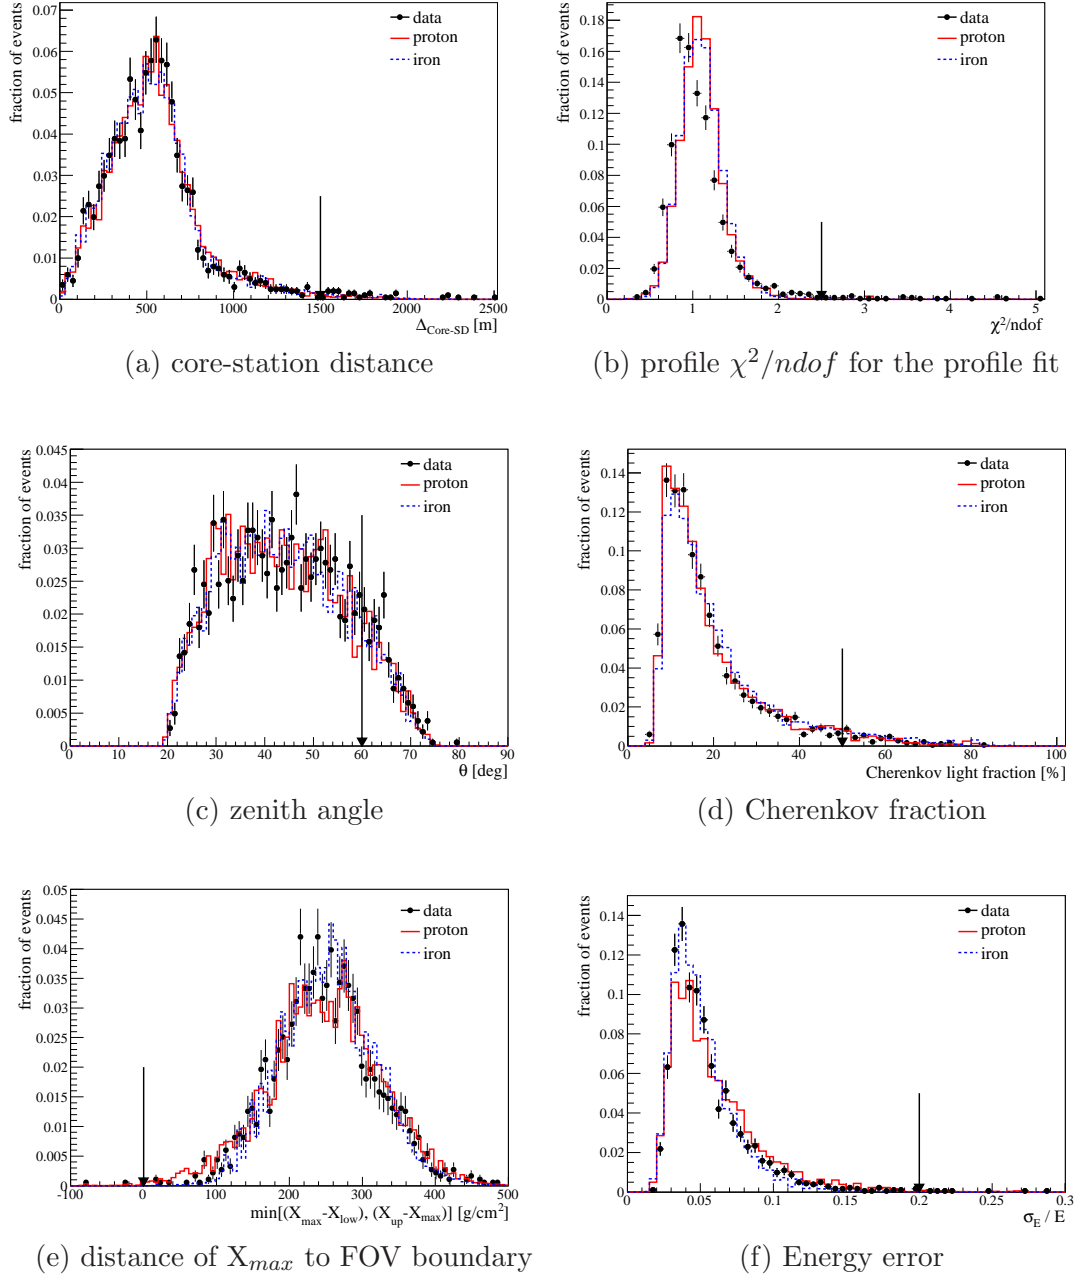 fraction of events
0.07
0.06
0.05
0.04
0.03
0.02
0.01
0
data
proton
iron
0 500 1000 1500 2000 2500
Δ_Core-SD [m]
(a) core-station distance
fraction of events
0.18
0.16
0.14
0.12
0.1
0.08
0.06
0.04
0.02
0
data
proton
iron
0 1 2 3 4 5
χ²/ndof
(b) profile χ²/ndof for the profile fit
fraction of events
0.045
0.04
0.035
0.03
0.025
0.02
0.015
0.01
0.005
0
data
proton
iron
0 10 20 30 40 50 60 70 80 90
θ [deg]
(c) zenith angle
fraction of events
0.14
0.12
0.1
0.08
0.06
0.04
0.02
0
data
proton
iron
0 20 40 60 80 100
Cherenkov light fraction [%]
(d) Cherenkov fraction
fraction of events
0.05
0.045
0.04
0.035
0.03
0.025
0.02
0.015
0.01
0.005
0
data
proton
iron
-100 0 100 200 300 400 500
min[(X_max-X_low), (X_up-X_max)] [g/cm²]
(e) distance of X_max to FOV boundary
fraction of events
0.14
0.12
0.1
0.08
0.06
0.04
0.02
0
data
proton
iron
0 0.05 0.1 0.15 0.2 0.25 0.3
σ_E / E
(f) Energy error